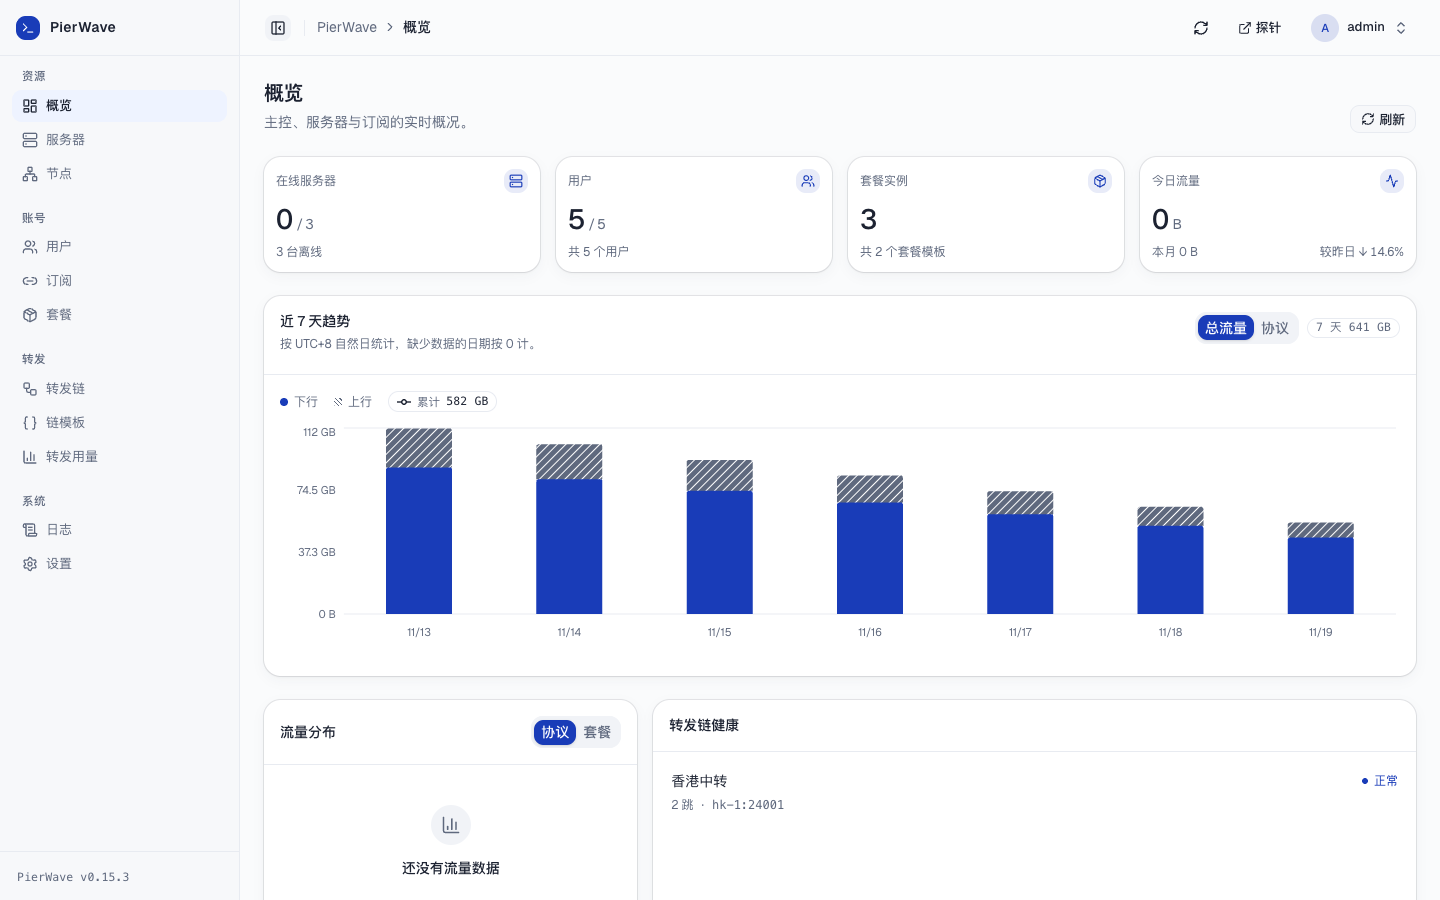 PierWave
PierWave > 概览
探针
A admin
资源
概览
服务器
节点
账号
用户
订阅
套餐
转发
转发链
链模板
转发用量
系统
日志
设置
PierWave v0.15.3
概览
主控、服务器与订阅的实时概况。
刷新
在线服务器
0 / 3
3 台离线
用户
5 / 5
共 5 个用户
套餐实例
3
共 2 个套餐模板
今日流量
0 B
本月 0 B 较昨日 ↓ 14.6%
近 7 天趋势
按 UTC+8 自然日统计，缺少数据的日期按 0 计。
总流量 协议 7 天 641 GB
下行 上行 累计 582 GB
112 GB
74.5 GB
37.3 GB
0 B
11/13 11/14 11/15 11/16 11/17 11/18 11/19
流量分布
协议 套餐
还没有流量数据
转发链健康
香港中转 正常
2 跳 · hk-1:24001